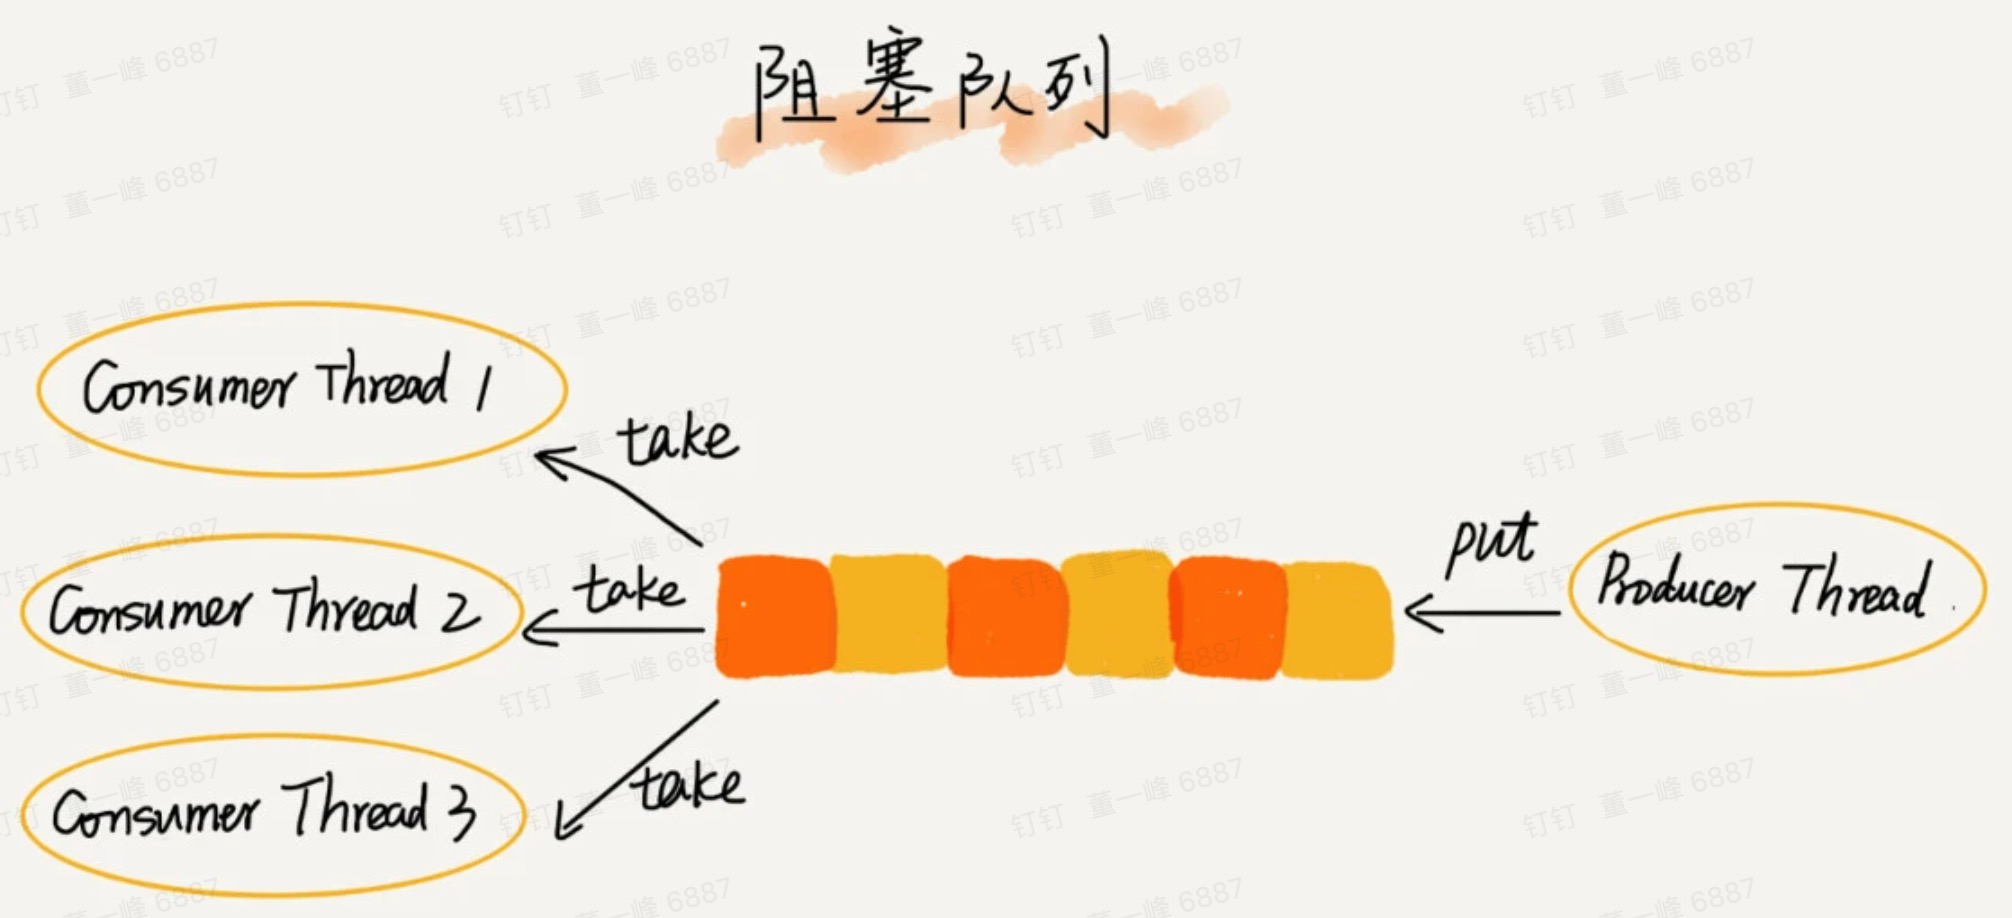 阻塞队列
Consumer Thread 1
take
put
Producer Thread
take
Consumer Thread 2
take
Consumer Thread 3
钉钉 董一峰 6887